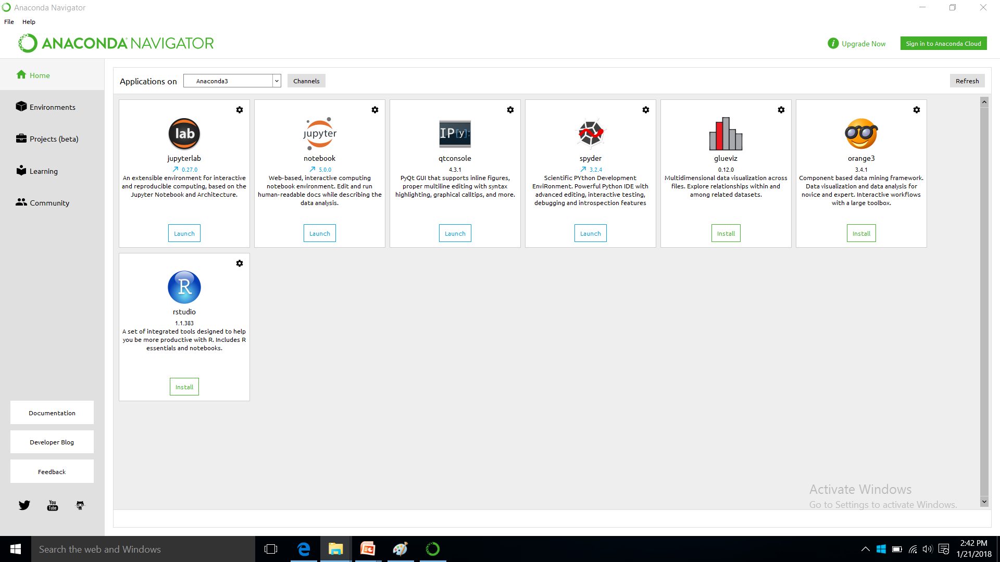 Anaconda Navigator
File Help
ANACONDA NAVIGATOR
i Upgrade Now Sign in to Anaconda Cloud
Home
Environments
Projects (beta)
Learning
Community
Documentation
Developer Blog
Feedback
You Tube
Applications on Anaconda3 Channels Refresh
lab
jupyterlab
0.27.0
An extensible environment for interactive
and reproducible computing, based on the
Jupyter Notebook and Architecture.
Launch
jupyter
notebook
5.0.0
Web-based, interactive computing
notebook environment. Edit and run
human-readable docs while describing the
data analysis.
Launch
IP[y]:
qtconsole
4.3.1
PyQt GUI that supports inline figures,
proper multiline editing with syntax
highlighting, graphical calltips, and more.
Launch
spyder
3.2.4
Scientific PYthon Development
EnviRonment. Powerful Python IDE with
advanced editing, interactive testing,
debugging and introspection features
Launch
glueviz
0.12.0
Multidimensional data visualization across
files. Explore relationships within and
among related datasets.
Install
orange3
3.4.1
Component based data mining framework.
Data visualization and data analysis for
novice and expert. Interactive workflows
with a large toolbox.
Install
R
rstudio
1.1.383
A set of integrated tools designed to help
you be more productive with R. Includes R
essentials and notebooks.
Install
Activate Windows
Go to Settings to activate Windows.
Search the web and Windows
2:42 PM
1/21/2018